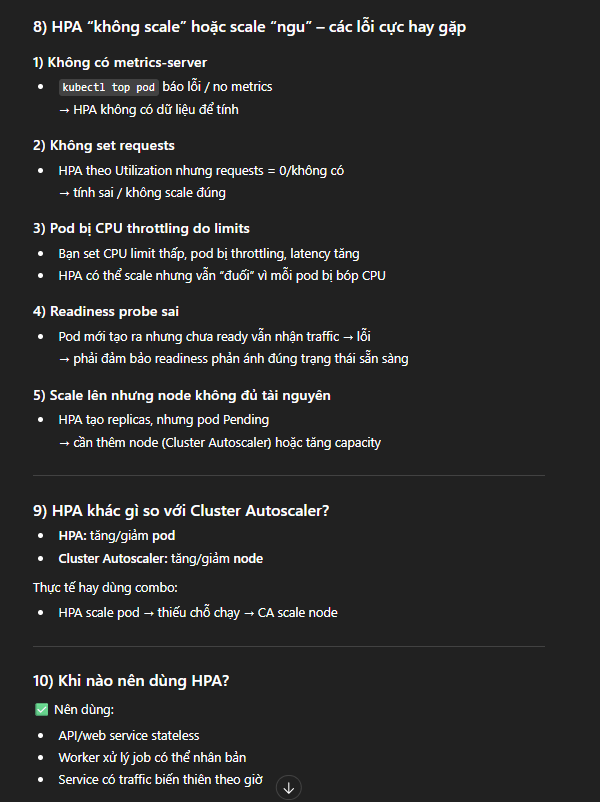 8) HPA “không scale” hoặc scale “ngu” – các lỗi cực hay gặp
1) Không có metrics-server
• kubectl top pod báo lỗi / no metrics
→ HPA không có dữ liệu để tính
2) Không set requests
• HPA theo Utilization nhưng requests = 0/không có
→ tính sai / không scale đúng
3) Pod bị CPU throttling do limits
• Bạn set CPU limit thấp, pod bị throttling, latency tăng
• HPA có thể scale nhưng vẫn “đuối” vì mỗi pod bị bóp CPU
4) Readiness probe sai
• Pod mới tạo ra nhưng chưa ready vẫn nhận traffic → lỗi
→ phải đảm bảo readiness phản ánh đúng trạng thái sẵn sàng
5) Scale lên nhưng node không đủ tài nguyên
• HPA tạo replicas, nhưng pod Pending
→ cần thêm node (Cluster Autoscaler) hoặc tăng capacity
9) HPA khác gì so với Cluster Autoscaler?
• HPA: tăng/giảm pod
• Cluster Autoscaler: tăng/giảm node
Thực tế hay dùng combo:
• HPA scale pod → thiếu chỗ chạy → CA scale node
10) Khi nào nên dùng HPA?
✅ Nên dùng:
• API/web service stateless
• Worker xử lý job có thể nhân bản
• Service có traffic biến thiên theo giờ